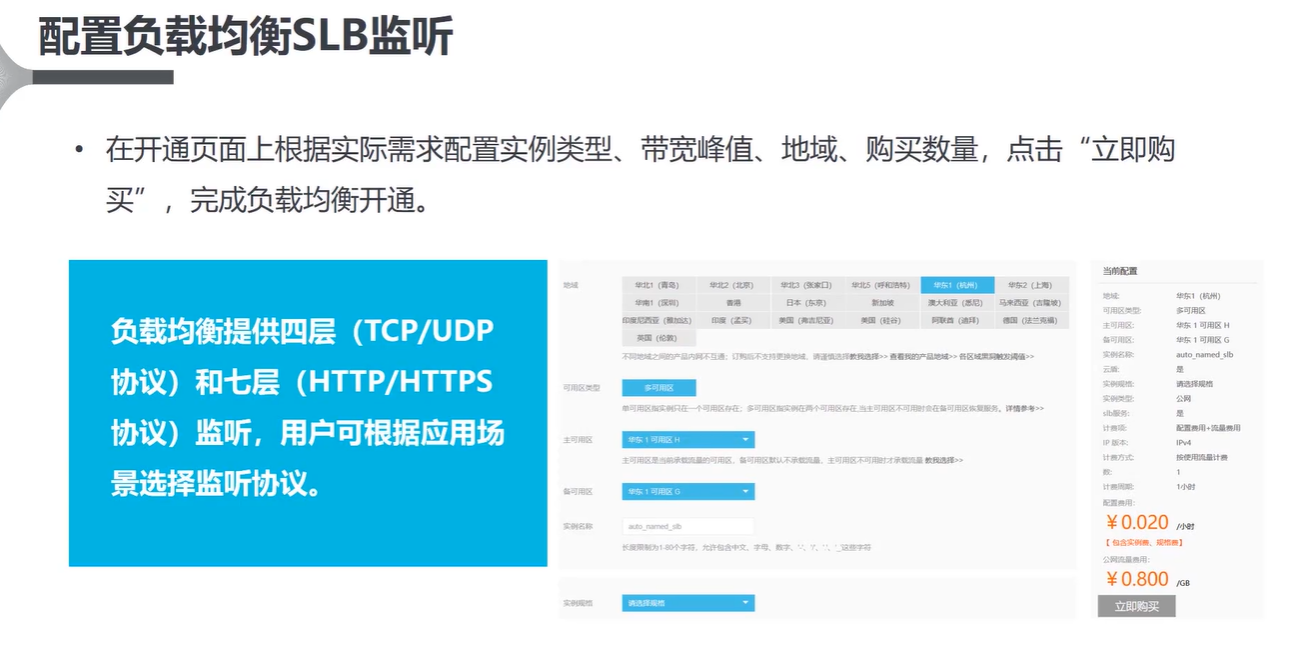 配置负载均衡SLB监听
• 在开通页面上根据实际需求配置实例类型、带宽峰值、地域、购买数量，点击“立即购
买”，完成负载均衡开通。
负载均衡提供四层（TCP/UDP
协议）和七层（HTTP/HTTPS
协议）监听，用户可根据应用场
景选择监听协议。
地域
华北1（青岛） 华北2（北京） 华北3（张家口） 华北5（呼和浩特） 华东1（杭州） 华东2（上海）
华南1（深圳） 香港 日本（东京） 新加坡 澳大利亚（悉尼） 马来西亚（吉隆坡）
印度尼西亚（雅加达） 印度（孟买） 美国（弗吉尼亚） 美国（硅谷） 阿联酋（迪拜） 德国（法兰克福）
英国（伦敦）
不同地域之间的产品内网不互通；订购后不支持更换地域，请谨慎选择教我选择>> 查看我的产品地域>> 各区域黑洞触发阈值>>
可用区类型 多可用区
单可用区指实例只在一个可用区存在；多可用区指实例在两个可用区存在,当主可用区不可用时会在备可用区恢复服务。详情参考>>
主可用区 华东 1 可用区 H
主可用区是当前承载流量的可用区，备可用区默认不承载流量，主可用区不可用时才承载流量 教我选择>>
备可用区 华东 1 可用区 G
实例名称 auto_named_slb
长度限制为1-80个字符，允许包含中文、字母、数字、'-'、'/'、'.'、'_'这些字符
实例规格 请选择规格
当前配置
地域: 华东1（杭州）
可用区类型: 多可用区
主可用区: 华东 1 可用区 H
备可用区: 华东 1 可用区 G
实例名称: auto_named_slb
云盾: 是
实例规格: 请选择规格
实例类型: 公网
slb服务: 是
计费项: 配置费用+流量费用
IP 版本: IPv4
计费方式: 按使用流量计费
数: 1
计费周期: 1小时
配置费用:
￥0.020 /小时
【 包含实例费、规格费】
公网流量费用:
￥0.800 /GB
立即购买